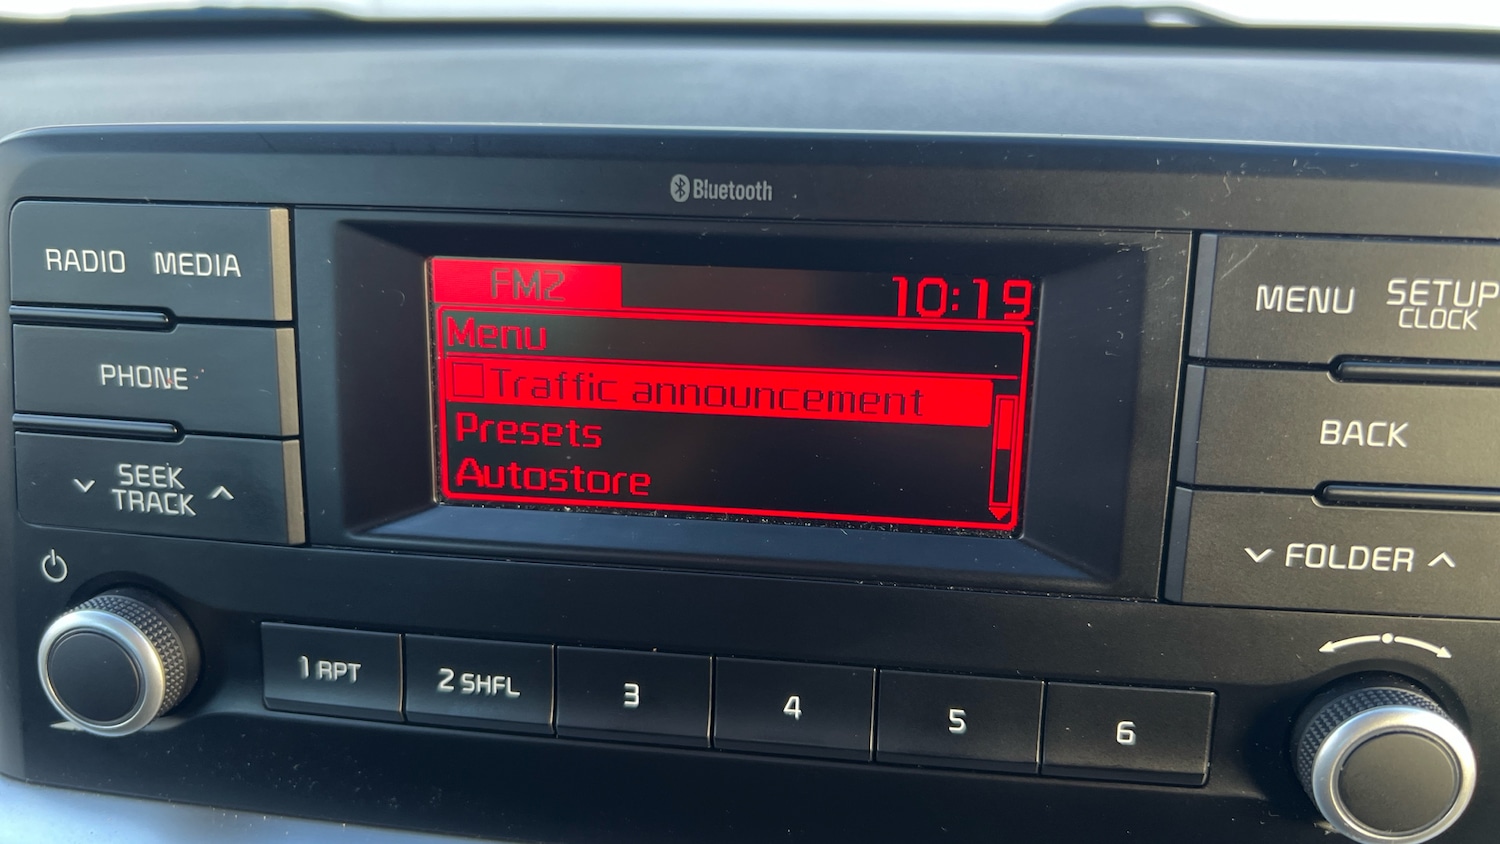 Bluetooth
RADIO MEDIA
PHONE
SEEK
TRACK
FM2 10:19
Menu
Traffic announcement
Presets
Autostore
MENU SETUP
CLOCK
BACK
FOLDER
1 RPT
2 SHFL
3
4
5
6